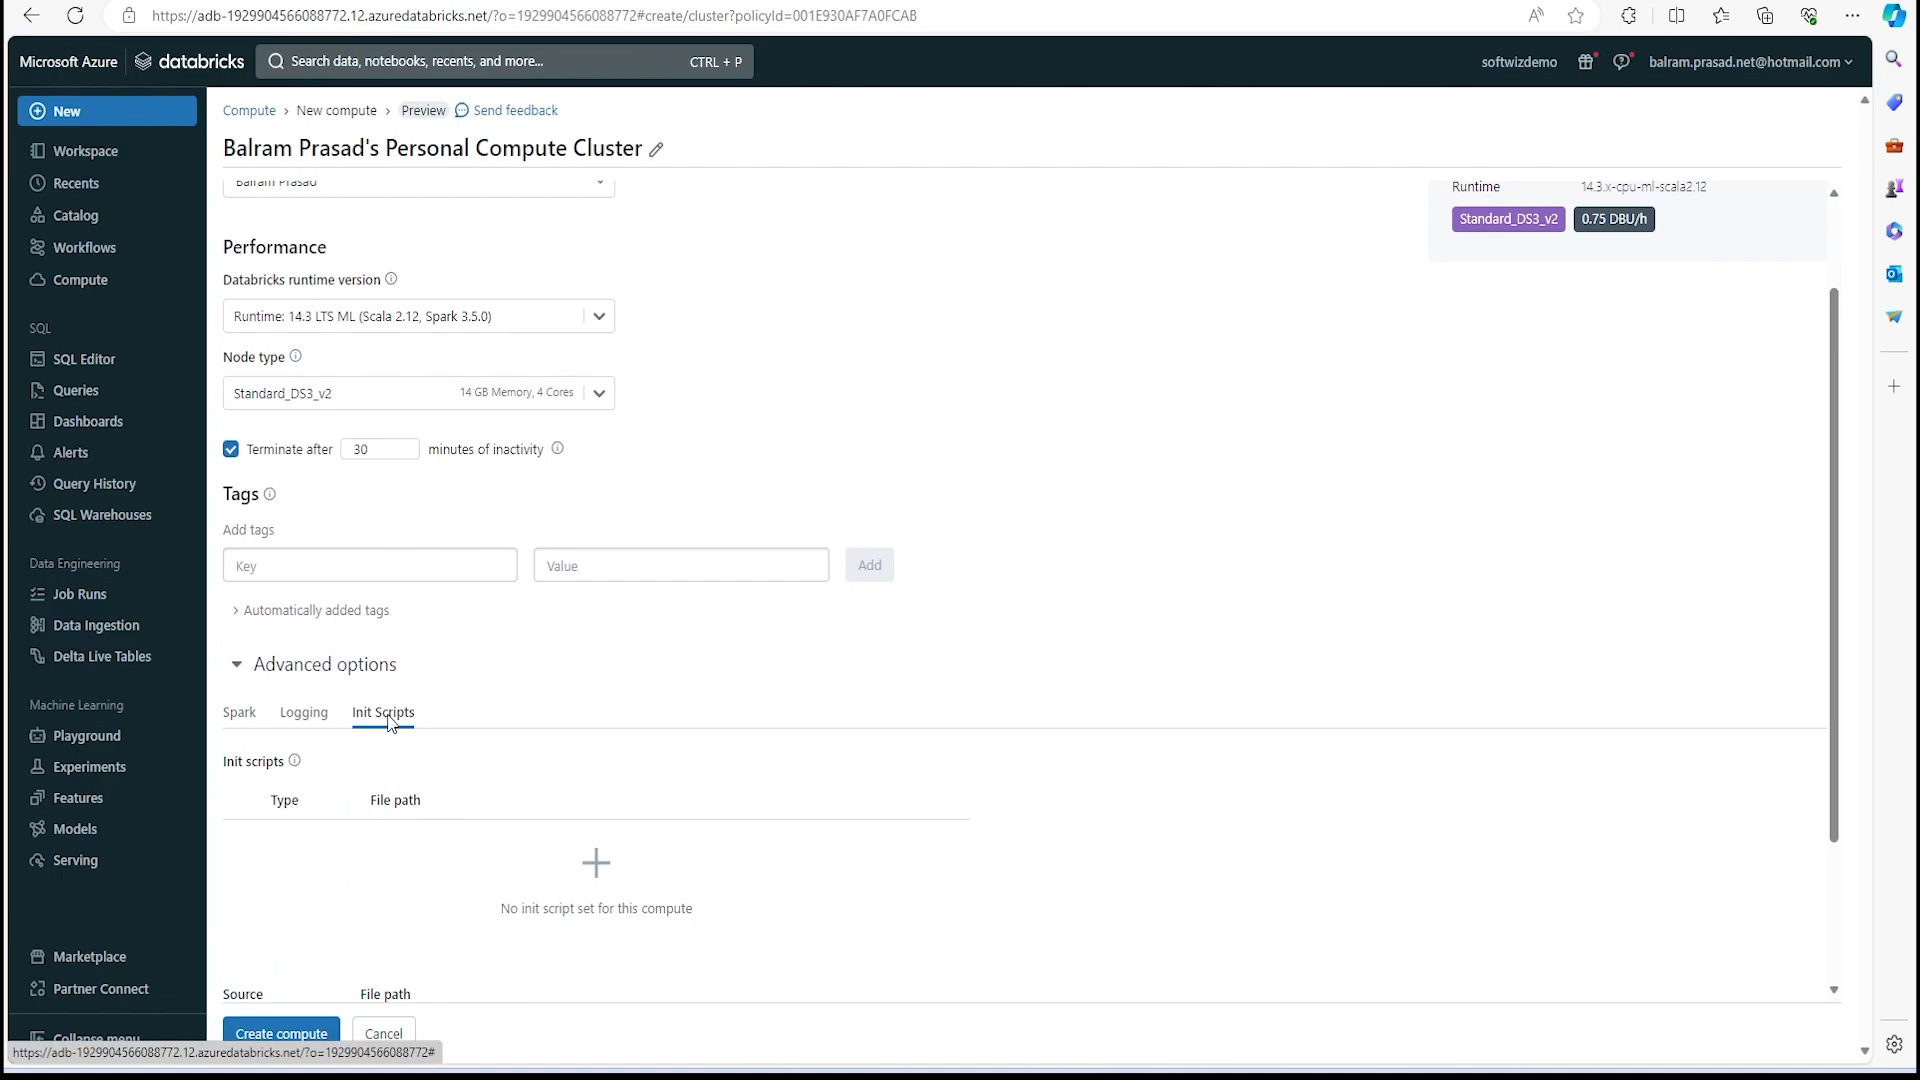 https://adb-1929904566088772.12.azuredatabricks.net/?o=1929904566088772#create/cluster?policyId=001E930AF7A0FCAB
Microsoft Azure databricks Search data, notebooks, recents, and more... CTRL + P softwizdemo balram.prasad.net@hotmail.com
New
Workspace
Recents
Catalog
Workflows
Compute
SQL
SQL Editor
Queries
Dashboards
Alerts
Query History
SQL Warehouses
Data Engineering
Job Runs
Data Ingestion
Delta Live Tables
Machine Learning
Playground
Experiments
Features
Models
Serving
Marketplace
Partner Connect
Collapse menu
Compute > New compute > Preview Send feedback
Balram Prasad's Personal Compute Cluster
Balram Prasad
Runtime 14.3.x-cpu-ml-scala2.12
Standard_DS3_v2 0.75 DBU/h
Performance
Databricks runtime version
Runtime: 14.3 LTS ML (Scala 2.12, Spark 3.5.0)
Node type
Standard_DS3_v2 14 GB Memory, 4 Cores
Terminate after 30 minutes of inactivity
Tags
Add tags
Key Value Add
Automatically added tags
Advanced options
Spark Logging Init Scripts
Init scripts
Type File path
No init script set for this compute
Source File path
Create compute Cancel
https://adb-1929904566088772.12.azuredatabricks.net/?o=1929904566088772#